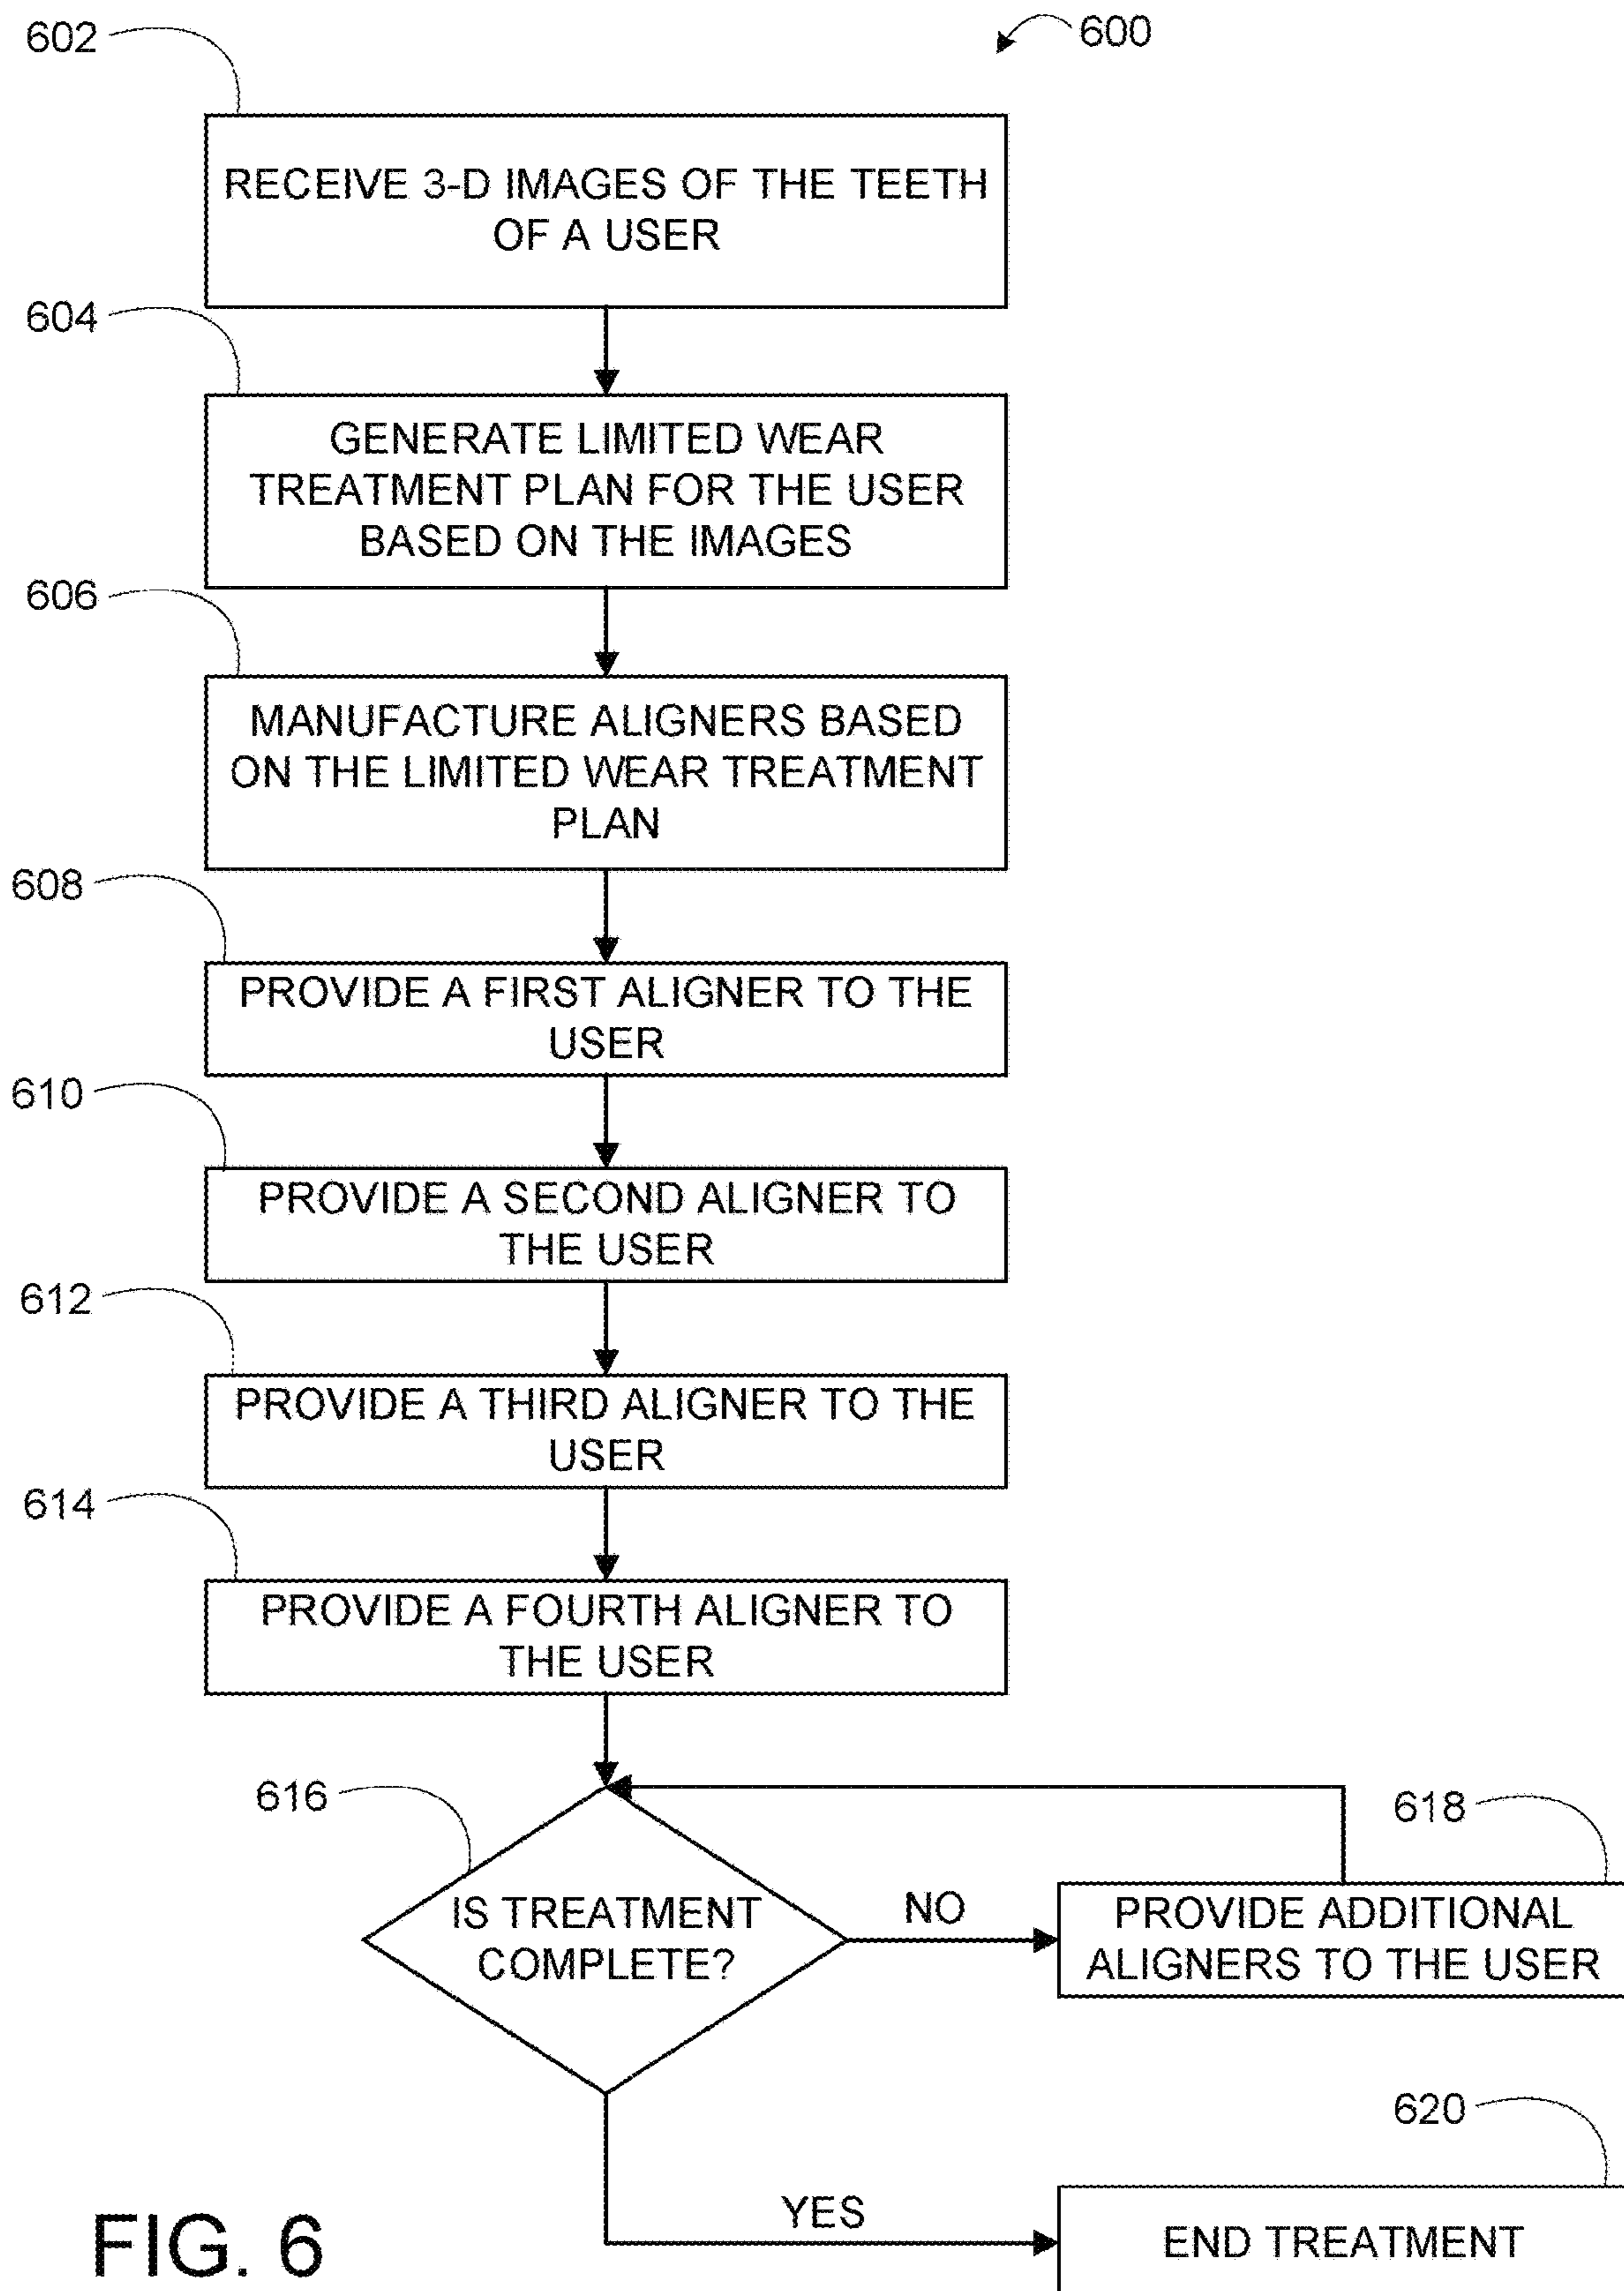 602
600
RECEIVE 3-D IMAGES OF THE TEETH
OF A USER
604
GENERATE LIMITED WEAR
TREATMENT PLAN FOR THE USER
BASED ON THE IMAGES
606
MANUFACTURE ALIGNERS BASED
ON THE LIMITED WEAR TREATMENT
PLAN
608
PROVIDE A FIRST ALIGNER TO THE
USER
610
PROVIDE A SECOND ALIGNER TO
THE USER
612
PROVIDE A THIRD ALIGNER TO THE
USER
614
PROVIDE A FOURTH ALIGNER TO
THE USER
616
IS TREATMENT
COMPLETE?
NO
618
PROVIDE ADDITIONAL
ALIGNERS TO THE USER
620
YES
END TREATMENT
FIG. 6